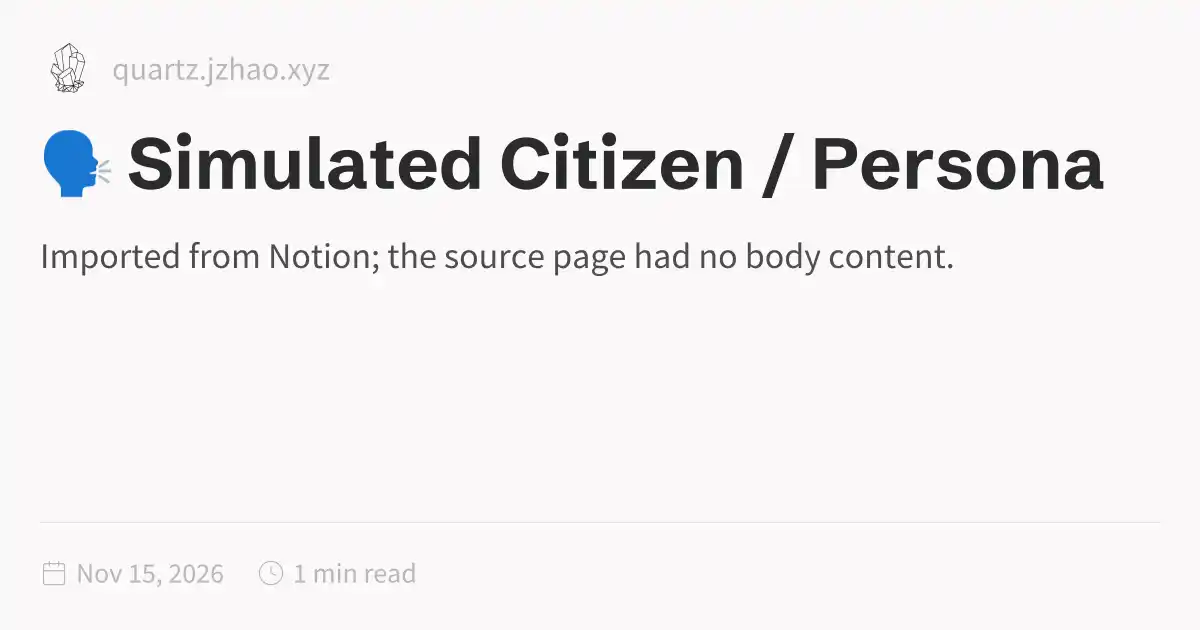 quartz.jzhao.xyz
🗣️ Simulated Citizen / Persona
Imported from Notion; the source page had no body content.
Nov 15, 2026 1 min read